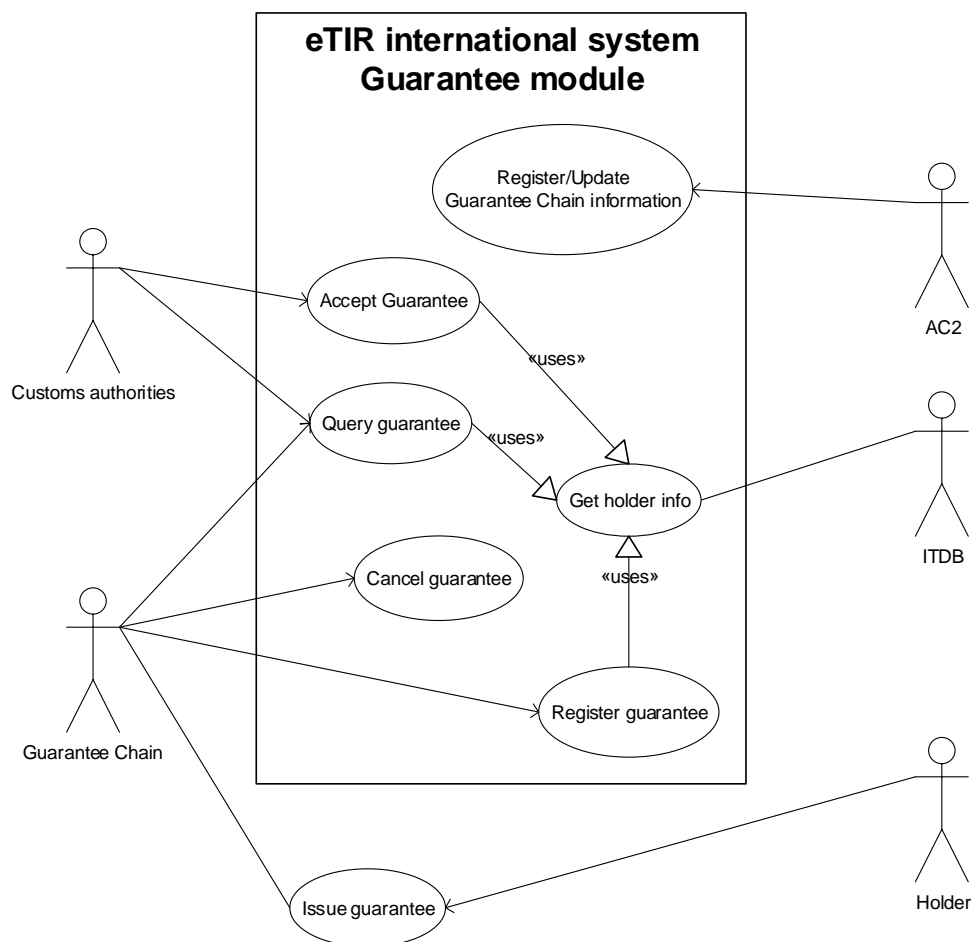 eTIR international system
Guarantee module
Register/Update
Guarantee Chain information
AC2
Accept Guarantee
Customs authorities
«uses»
Query guarantee
«uses»
Get holder info
ITDB
Cancel guarantee
«uses»
Guarantee Chain
Register guarantee
Issue guarantee
Holder